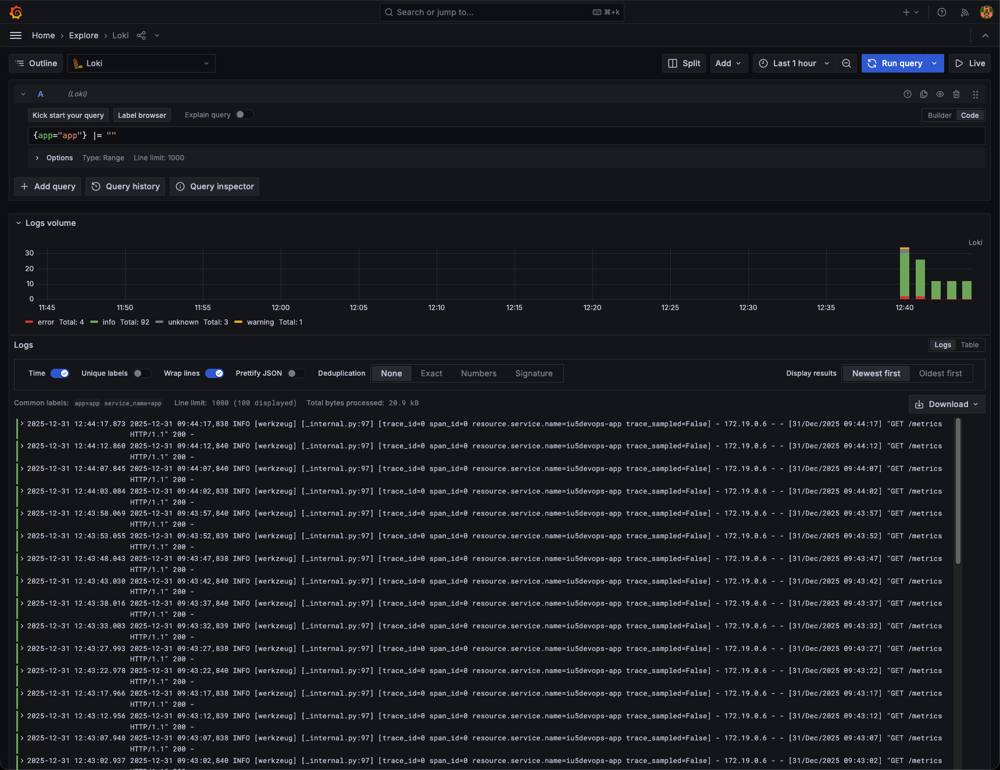 Search or jump to... ⌘+k
Home › Explore › Loki
Outline Loki Split Add Last 1 hour Run query Live
A (Loki)
Kick start your query Label browser Explain query Builder Code
{app="app"} |= ""
Options Type: Range Line limit: 1000
Add query Query history Query inspector
Logs volume
Loki
30
20
10
0
11:45 11:50 11:55 12:00 12:05 12:10 12:15 12:20 12:25 12:30 12:35 12:40
error Total: 4 info Total: 92 unknown Total: 3 warning Total: 1
Logs Logs Table
Time Unique labels Wrap lines Prettify JSON Deduplication None Exact Numbers Signature Display results Newest first Oldest first
Common labels: app=app service_name=app Line limit: 1000 (100 displayed) Total bytes processed: 20.9 kB Download
2025-12-31 12:44:17.873 2025-12-31 09:44:17,838 INFO [werkzeug] [_internal.py:97] [trace_id=0 span_id=0 resource.service.name=iu5devops-app trace_sampled=False] - 172.19.0.6 - - [31/Dec/2025 09:44:17] "GET /metrics
HTTP/1.1" 200 -
2025-12-31 12:44:12.860 2025-12-31 09:44:12,840 INFO [werkzeug] [_internal.py:97] [trace_id=0 span_id=0 resource.service.name=iu5devops-app trace_sampled=False] - 172.19.0.6 - - [31/Dec/2025 09:44:12] "GET /metrics
HTTP/1.1" 200 -
2025-12-31 12:44:07.845 2025-12-31 09:44:07,840 INFO [werkzeug] [_internal.py:97] [trace_id=0 span_id=0 resource.service.name=iu5devops-app trace_sampled=False] - 172.19.0.6 - - [31/Dec/2025 09:44:07] "GET /metrics
HTTP/1.1" 200 -
2025-12-31 12:44:03.084 2025-12-31 09:44:02,838 INFO [werkzeug] [_internal.py:97] [trace_id=0 span_id=0 resource.service.name=iu5devops-app trace_sampled=False] - 172.19.0.6 - - [31/Dec/2025 09:44:02] "GET /metrics
HTTP/1.1" 200 -
2025-12-31 12:43:58.069 2025-12-31 09:43:57,840 INFO [werkzeug] [_internal.py:97] [trace_id=0 span_id=0 resource.service.name=iu5devops-app trace_sampled=False] - 172.19.0.6 - - [31/Dec/2025 09:43:57] "GET /metrics
HTTP/1.1" 200 -
2025-12-31 12:43:53.055 2025-12-31 09:43:52,839 INFO [werkzeug] [_internal.py:97] [trace_id=0 span_id=0 resource.service.name=iu5devops-app trace_sampled=False] - 172.19.0.6 - - [31/Dec/2025 09:43:52] "GET /metrics
HTTP/1.1" 200 -
2025-12-31 12:43:48.043 2025-12-31 09:43:47,838 INFO [werkzeug] [_internal.py:97] [trace_id=0 span_id=0 resource.service.name=iu5devops-app trace_sampled=False] - 172.19.0.6 - - [31/Dec/2025 09:43:47] "GET /metrics
HTTP/1.1" 200 -
2025-12-31 12:43:43.030 2025-12-31 09:43:42,840 INFO [werkzeug] [_internal.py:97] [trace_id=0 span_id=0 resource.service.name=iu5devops-app trace_sampled=False] - 172.19.0.6 - - [31/Dec/2025 09:43:42] "GET /metrics
HTTP/1.1" 200 -
2025-12-31 12:43:38.016 2025-12-31 09:43:37,840 INFO [werkzeug] [_internal.py:97] [trace_id=0 span_id=0 resource.service.name=iu5devops-app trace_sampled=False] - 172.19.0.6 - - [31/Dec/2025 09:43:37] "GET /metrics
HTTP/1.1" 200 -
2025-12-31 12:43:33.003 2025-12-31 09:43:32,839 INFO [werkzeug] [_internal.py:97] [trace_id=0 span_id=0 resource.service.name=iu5devops-app trace_sampled=False] - 172.19.0.6 - - [31/Dec/2025 09:43:32] "GET /metrics
HTTP/1.1" 200 -
2025-12-31 12:43:27.993 2025-12-31 09:43:27,838 INFO [werkzeug] [_internal.py:97] [trace_id=0 span_id=0 resource.service.name=iu5devops-app trace_sampled=False] - 172.19.0.6 - - [31/Dec/2025 09:43:27] "GET /metrics
HTTP/1.1" 200 -
2025-12-31 12:43:22.978 2025-12-31 09:43:22,840 INFO [werkzeug] [_internal.py:97] [trace_id=0 span_id=0 resource.service.name=iu5devops-app trace_sampled=False] - 172.19.0.6 - - [31/Dec/2025 09:43:22] "GET /metrics
HTTP/1.1" 200 -
2025-12-31 12:43:17.966 2025-12-31 09:43:17,838 INFO [werkzeug] [_internal.py:97] [trace_id=0 span_id=0 resource.service.name=iu5devops-app trace_sampled=False] - 172.19.0.6 - - [31/Dec/2025 09:43:17] "GET /metrics
HTTP/1.1" 200 -
2025-12-31 12:43:12.956 2025-12-31 09:43:12,839 INFO [werkzeug] [_internal.py:97] [trace_id=0 span_id=0 resource.service.name=iu5devops-app trace_sampled=False] - 172.19.0.6 - - [31/Dec/2025 09:43:12] "GET /metrics
HTTP/1.1" 200 -
2025-12-31 12:43:07.948 2025-12-31 09:43:07,838 INFO [werkzeug] [_internal.py:97] [trace_id=0 span_id=0 resource.service.name=iu5devops-app trace_sampled=False] - 172.19.0.6 - - [31/Dec/2025 09:43:07] "GET /metrics
HTTP/1.1" 200 -
2025-12-31 12:43:02.937 2025-12-31 09:43:02,840 INFO [werkzeug] [_internal.py:97] [trace_id=0 span_id=0 resource.service.name=iu5devops-app trace_sampled=False] - 172.19.0.6 - - [31/Dec/2025 09:43:02] "GET /metrics